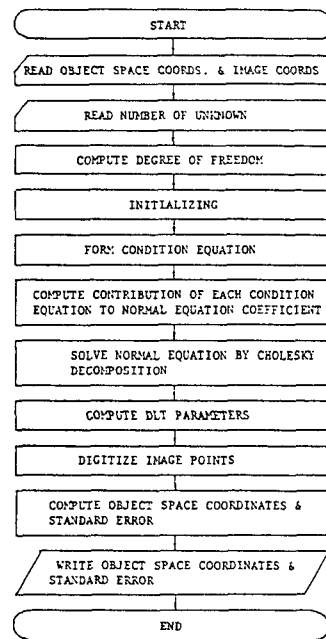 START
READ OBJECT SPACE COORDS. & IMAGE COORDS
READ NUMBER OF UNKNOWN
COMPUTE DEGREE OF FREEDOM
INITIALIZING
FORM CONDITION EQUATION
COMPUTE CONTRIBUTION OF EACH CONDITION
EQUATION TO NORMAL EQUATION COEFFICIENT
SOLVE NORMAL EQUATION BY CHOLESKY
DECOMPOSITION
COMPUTE DLT PARAMETERS
DIGITIZE IMAGE POINTS
COMPUTE OBJECT SPACE COORDINATES &
STANDARD ERROR
WRITE OBJECT SPACE COORDINATES &
STANDARD ERROR
END